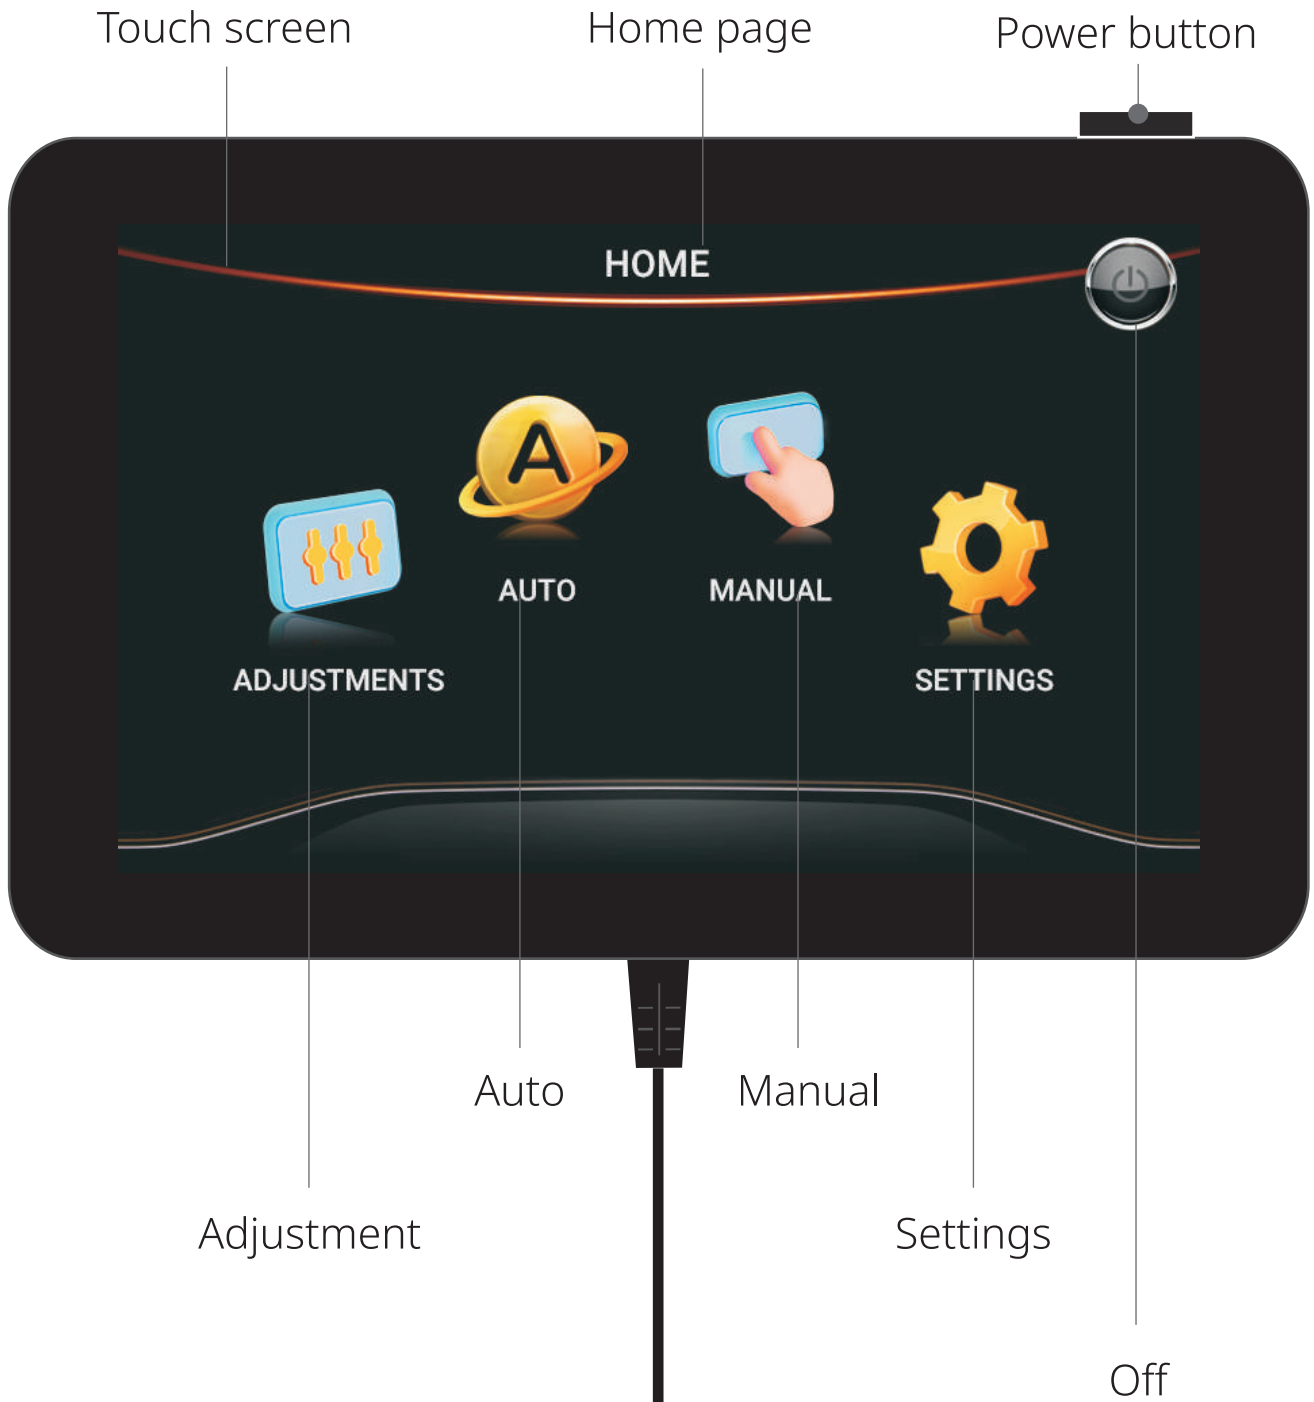 Touch screen
Home page
Power button
HOME
A
AUTO
MANUAL
ADJUSTMENTS
SETTINGS
Auto
Manual
Adjustment
Settings
Off